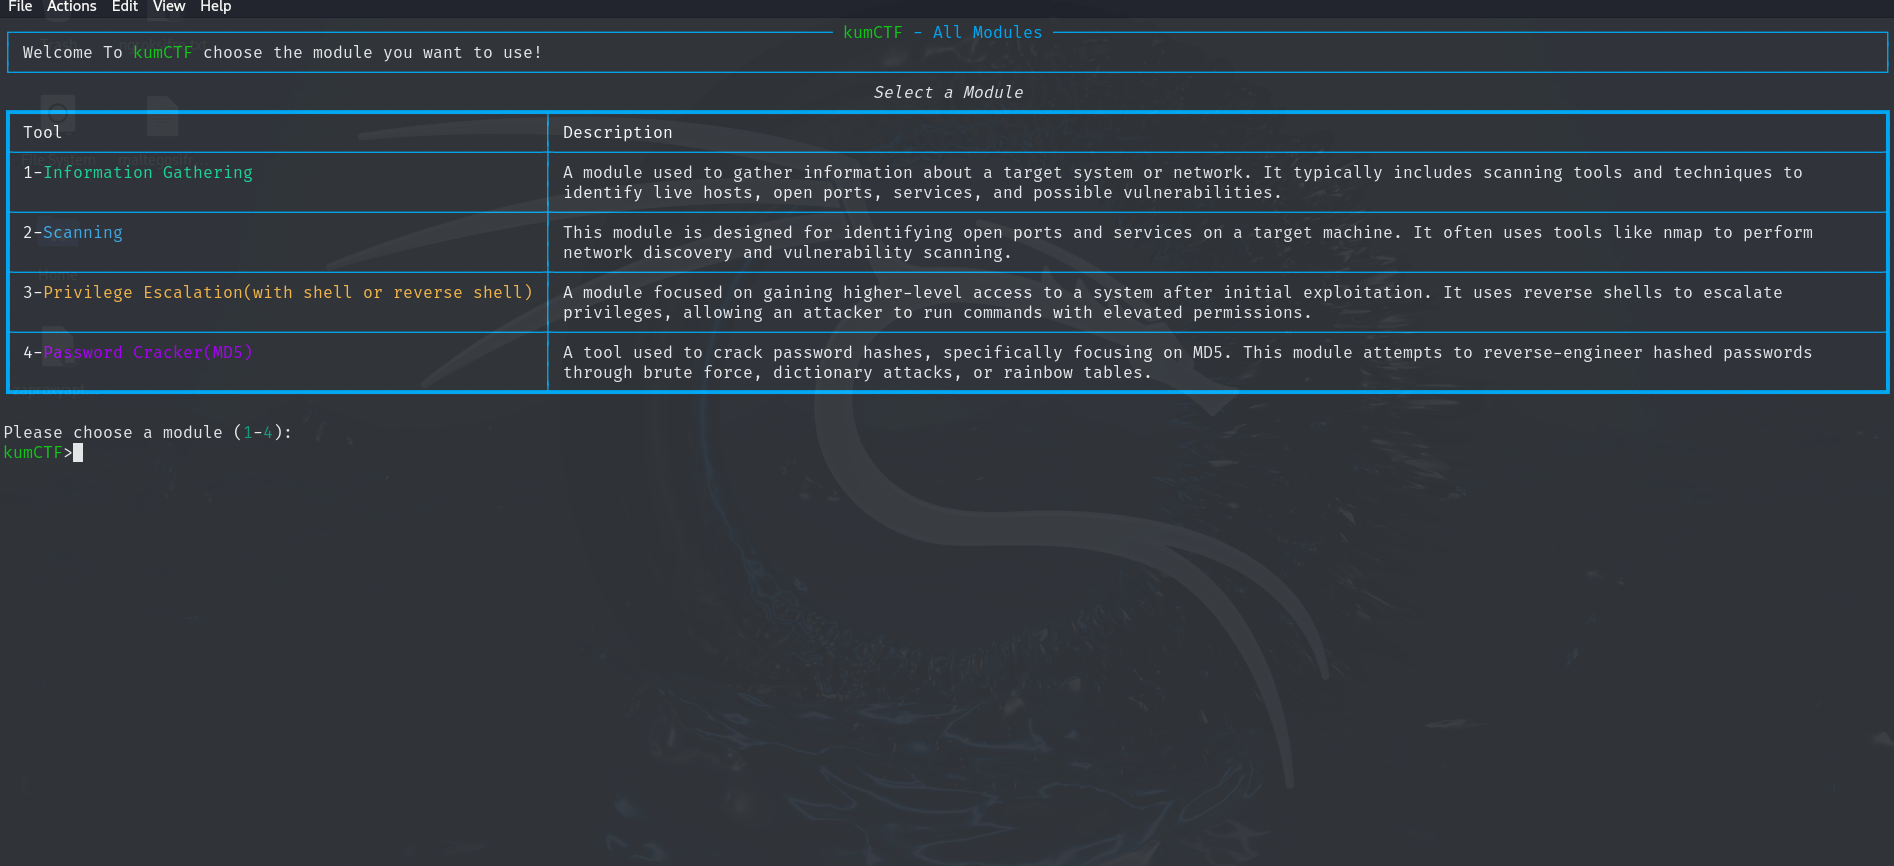 File Actions Edit View Help
kumCTF - All Modules
Welcome To kumCTF choose the module you want to use!
Select a Module
Tool Description
1-Information Gathering A module used to gather information about a target system or network. It typically includes scanning tools and techniques to
identify live hosts, open ports, services, and possible vulnerabilities.
2-Scanning This module is designed for identifying open ports and services on a target machine. It often uses tools like nmap to perform
network discovery and vulnerability scanning.
3-Privilege Escalation(with shell or reverse shell) A module focused on gaining higher-level access to a system after initial exploitation. It uses reverse shells to escalate
privileges, allowing an attacker to run commands with elevated permissions.
4-Password Cracker(MD5) A tool used to crack password hashes, specifically focusing on MD5. This module attempts to reverse-engineer hashed passwords
through brute force, dictionary attacks, or rainbow tables.
File System
Home
Please choose a module (1-4):
kumCTF>